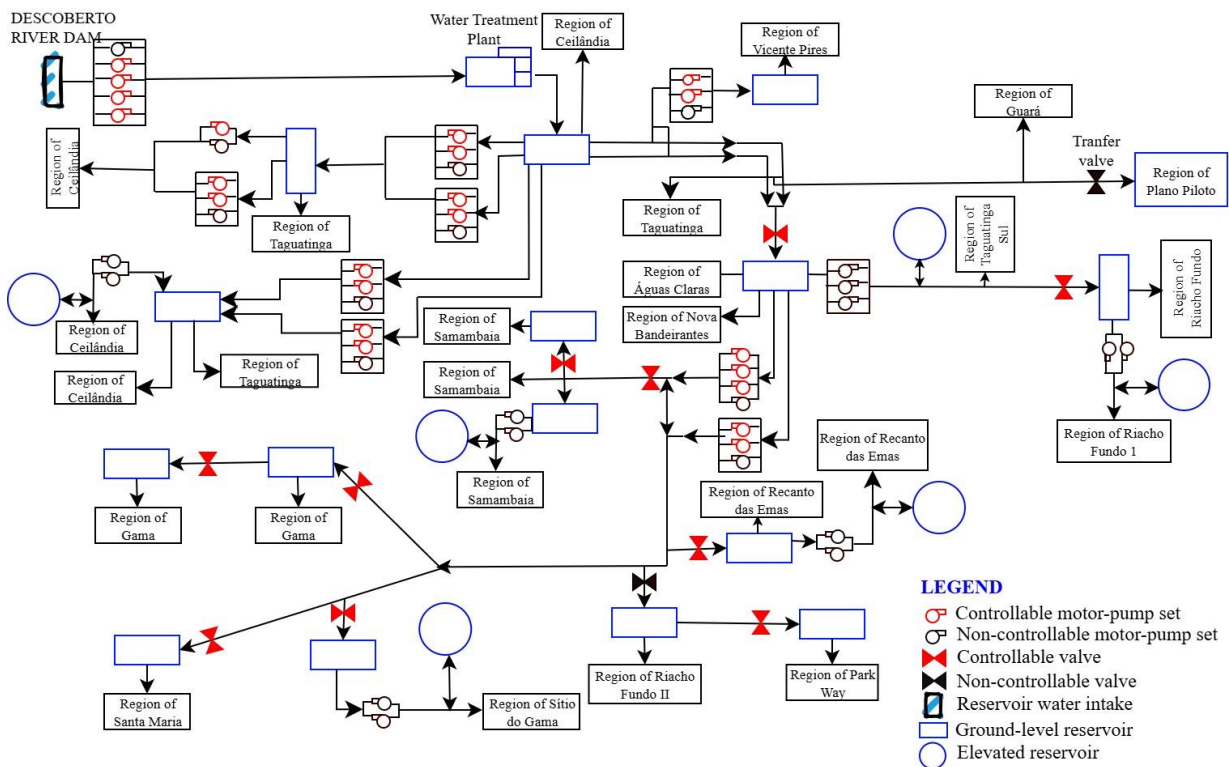 DESCOBERTO
RIVER DAM
Water Treatment
Plant
Region of
Ceilândia
Region of
Vicente Pires
Region of
Guará
Tranfer
valve
Region of
Plano Piloto
Region of
Ceilândia
Region of
Taguatinga
Region of
Taguatinga
Region of
Taguatinga
Sul
Region of
Riacho Fundo
Region of
Águas Claras
Region of Nova
Bandeirantes
Region of
Samambaia
Region of
Samambaia
Region of
Ceilândia
Region of
Taguatinga
Region of
Ceilândia
Region of
Samambaia
Region of Recanto
das Emas
Region of Riacho
Fundo 1
Region of Recanto
das Emas
Region of
Gama
Region of
Gama
Region of
Santa Maria
Region of Sítio
do Gama
Region of Riacho
Fundo II
Region of Park
Way
LEGEND
Controllable motor-pump set
Non-controllable motor-pump set
Controllable valve
Non-controllable valve
Reservoir water intake
Ground-level reservoir
Elevated reservoir